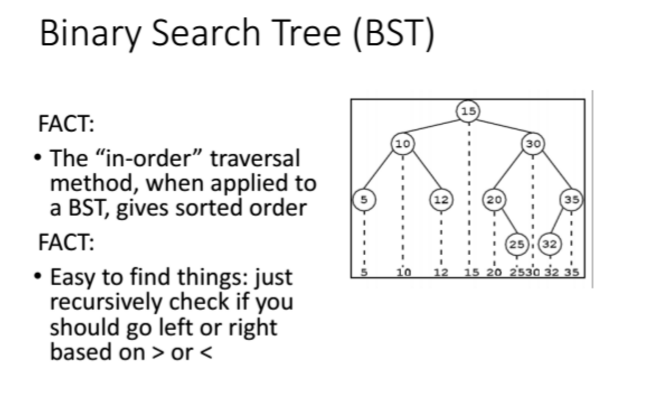 Binary Search Tree (BST)
FACT:
• The “in-order” traversal
method, when applied to
a BST, gives sorted order
FACT:
• Easy to find things: just
recursively check if you
should go left or right
based on > or <
15
10 30
5 12 20 35
25 32
5 10 12 15 20 25 30 32 35